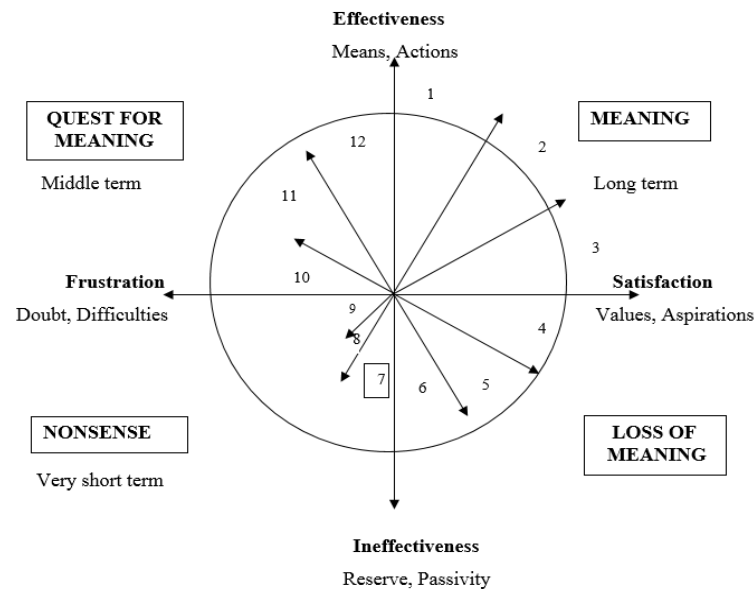 Effectiveness
Means, Actions
1
QUEST FOR
MEANING
MEANING
12
2
Middle term
Long term
11
3
Frustration
10
Satisfaction
Doubt, Difficulties
9
Values, Aspirations
8
4
7
6
5
NONSENSE
LOSS OF
MEANING
Very short term
Ineffectiveness
Reserve, Passivity